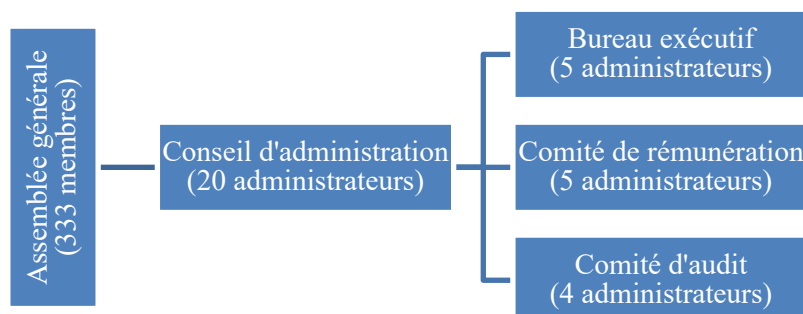 Assemblée générale
(333 membres)
Conseil d'administration
(20 administrateurs)
Bureau exécutif
(5 administrateurs)
Comité de rémunération
(5 administrateurs)
Comité d'audit
(4 administrateurs)